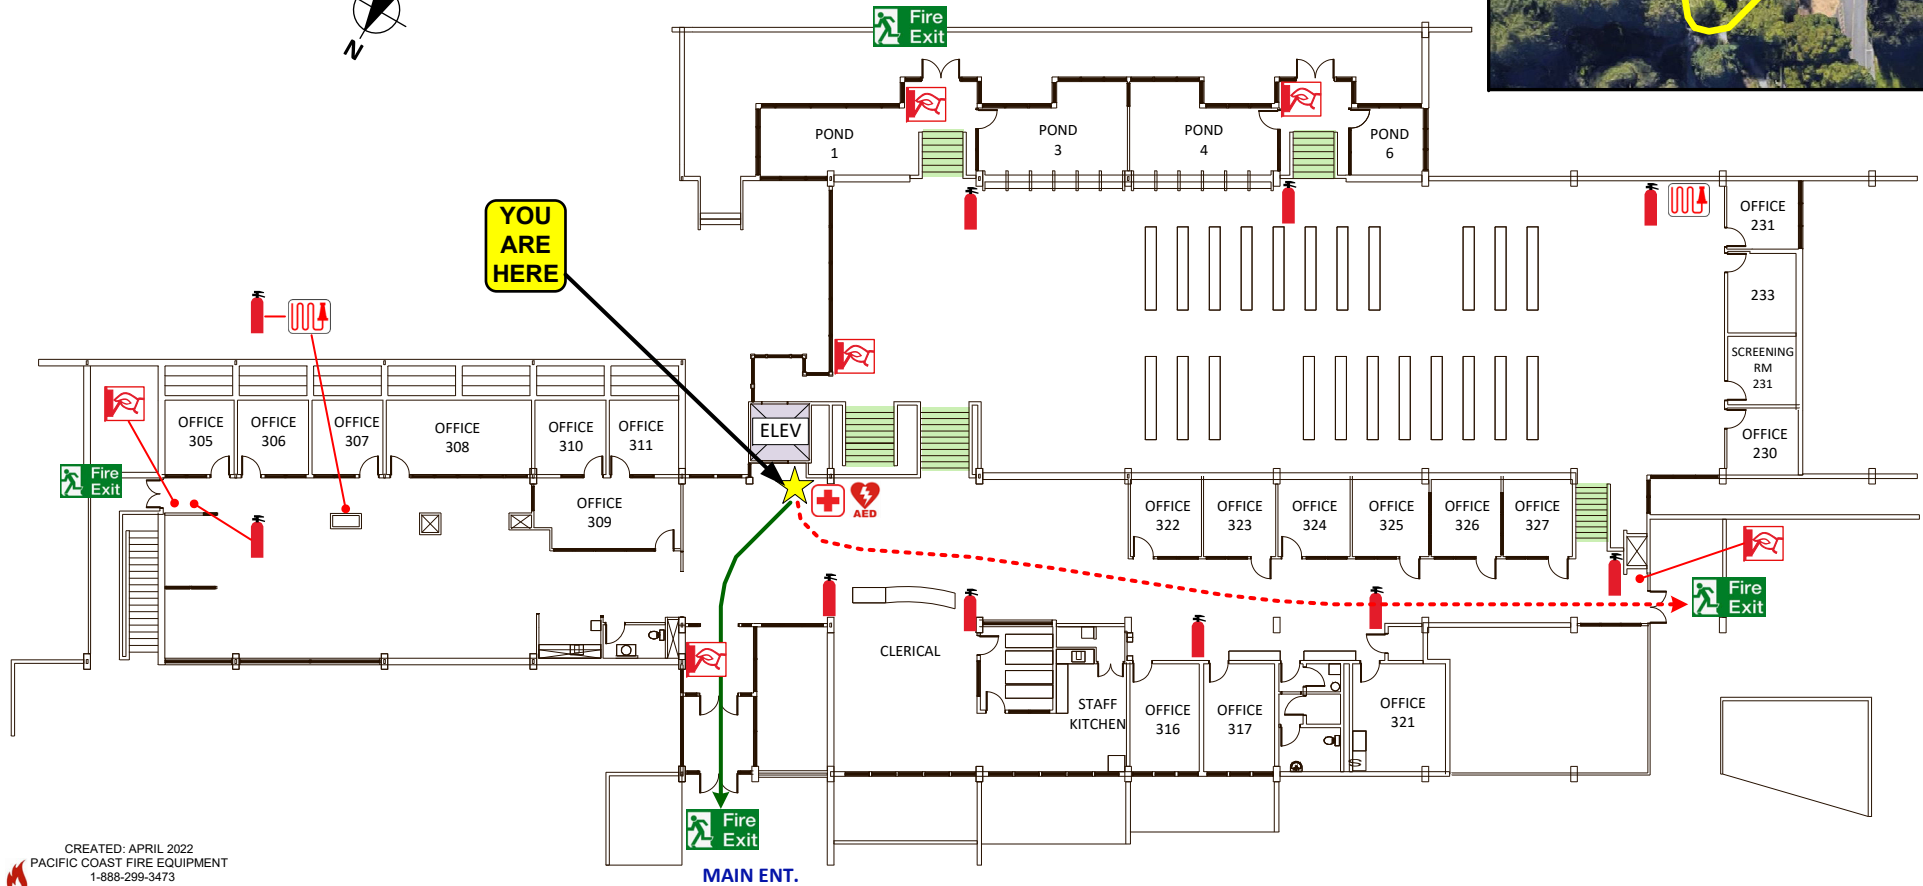 N
Fire
Exit
POND
1
POND
3
POND
4
POND
6
YOU
ARE
HERE
OFFICE
231
233
SCREENING
RM
231
OFFICE
230
ELEV
OFFICE
305
OFFICE
306
OFFICE
307
OFFICE
308
OFFICE
310
OFFICE
311
Fire
Exit
OFFICE
309
AED
OFFICE
322
OFFICE
323
OFFICE
324
OFFICE
325
OFFICE
326
OFFICE
327
Fire
Exit
CLERICAL
STAFF
KITCHEN
OFFICE
316
OFFICE
317
OFFICE
321
Fire
Exit
MAIN ENT.
CREATED: APRIL 2022
PACIFIC COAST FIRE EQUIPMENT
1-888-299-3473